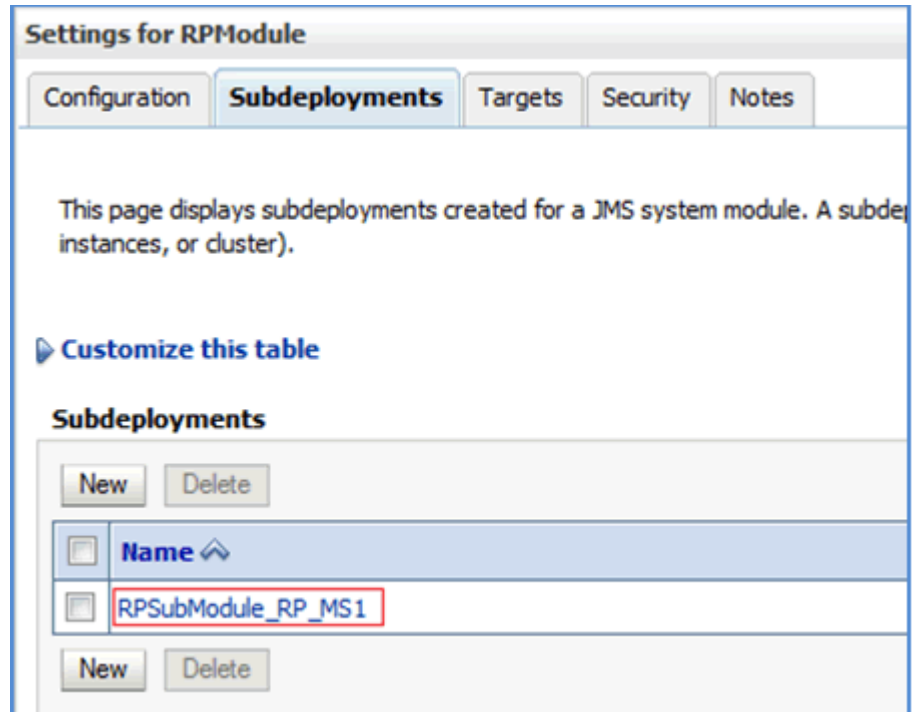 Settings for RPModule
Configuration Subdeployments Targets Security Notes
This page displays subdeployments created for a JMS system module. A
instances, or cluster).
Customize this table
Subdeployments
New Delete
Name
RPSubModule_RP_MS1
New Delete